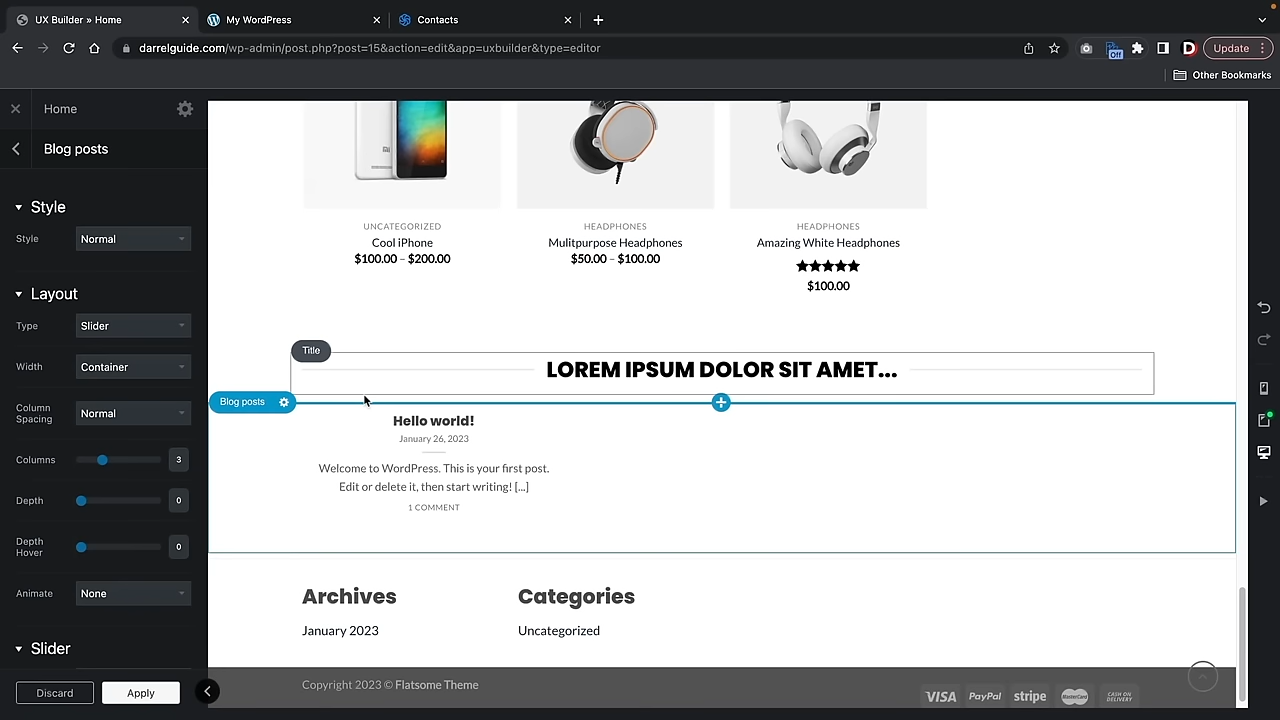 UX Builder » Home
My WordPress
Contacts
darrelguide.com/wp-admin/post.php?post=15&action=edit&app=uxbuilder&type=editor
Off
D
Update
Other Bookmarks
Home
Blog posts
Style
Style
Normal
Layout
Type
Slider
Width
Container
Column Spacing
Normal
Columns
3
Depth
0
Depth Hover
0
Animate
None
Slider
Discard
Apply
UNCATEGORIZED
Cool iPhone
$100.00 – $200.00
HEADPHONES
Mulitpurpose Headphones
$50.00 – $100.00
HEADPHONES
Amazing White Headphones
$100.00
Title
LOREM IPSUM DOLOR SIT AMET...
Blog posts
Hello world!
January 26, 2023
Welcome to WordPress. This is your first post.
Edit or delete it, then start writing! [...]
1 COMMENT
Archives
January 2023
Categories
Uncategorized
Copyright 2023 © Flatsome Theme
VISA
PayPal
stripe
MasterCard
CASH ON DELIVERY